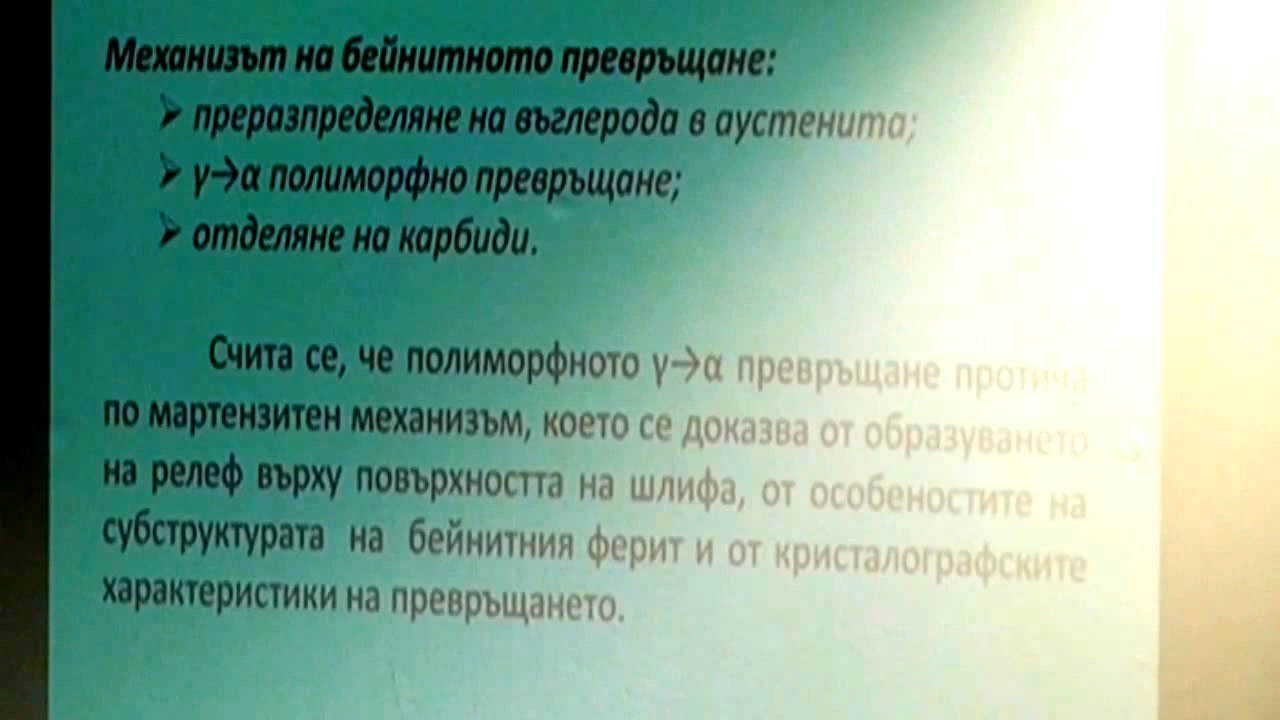 Механизът на бейнитното превръщане:
➢ преразпределяне на въглерода в аустенита;
➢ γ→α полиморфно превръщане;
➢ отделяне на карбиди.
Счита се, че полиморфното γ→α превръщане протича
по мартензитен механизъм, което се доказва от образуването
на релеф върху повърхността на шлифа, от особеностите на
субструктурата на бейнитния ферит и от кристалографските
характеристики на превръщането.